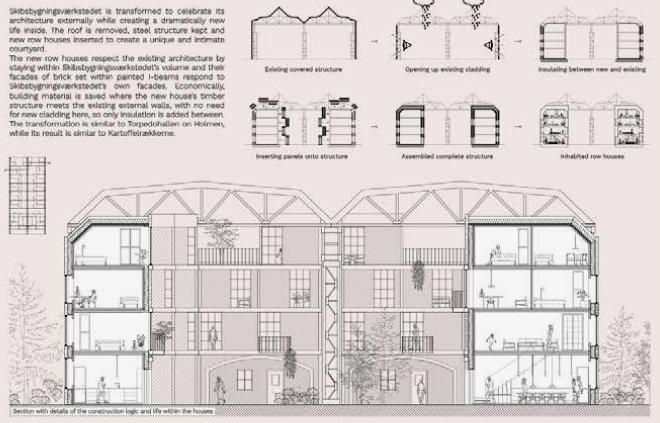 Skibsbygningsværkstedet is transformed to celebrate its
architecture externally while creating a dramatically new
life inside. The roof is removed, steel structure kept and
new row houses inserted to create a unique and intimate
courtyard.
The new row houses respect the existing architecture by
staying within Skibsbygningsværkstedet's volume and their
facades of brick set within painted I-beams respond to
Skibsbygningsværkstedet's own facades. Economically,
building material is saved where the new house's timber
structure meets the existing external walls, with no need
for new cladding here, so only insulation is added between.
The transformation is similar to Torpedohallen on Holmen,
while its result is simlar to Kartoffelrækkerne.
Existing covered structure
Opening up existing cladding
Insulating between new and existing
Inserting panels onto structure
Assembled complete structure
Inhabited row houses
Section with details of the construction logic and life within the houses